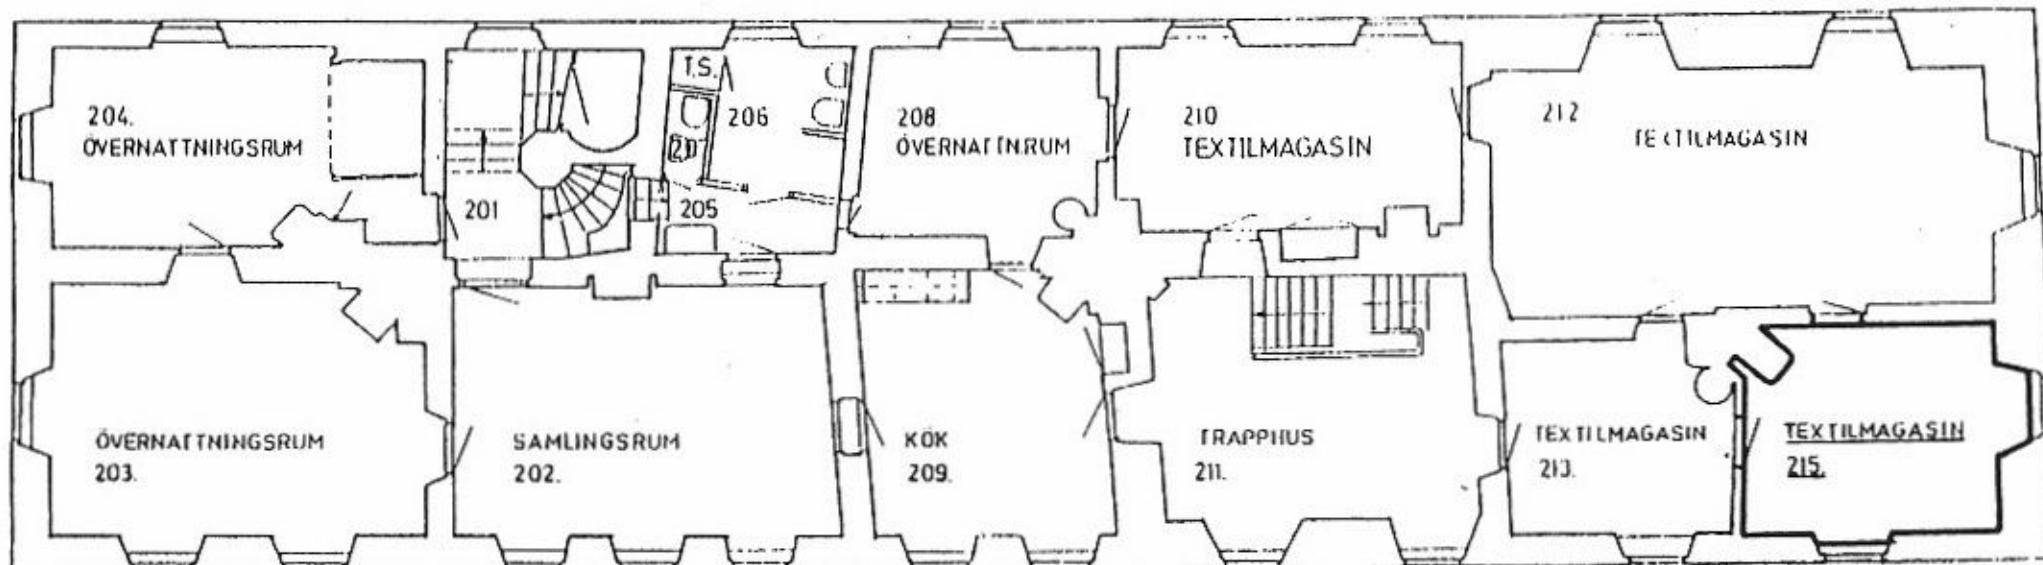 204.
ÖVERNATTNINGSRUM
201
T.S.
206
205
208
ÖVERNATTN.RUM
210
TEXTILMAGASIN
212
TEXTILMAGASIN
ÖVERNATTNINGSRUM
203.
SAMLINGSRUM
202.
KÖK
209.
TRAPPHUS
211.
TEXTILMAGASIN
213.
TEXTILMAGASIN
215.